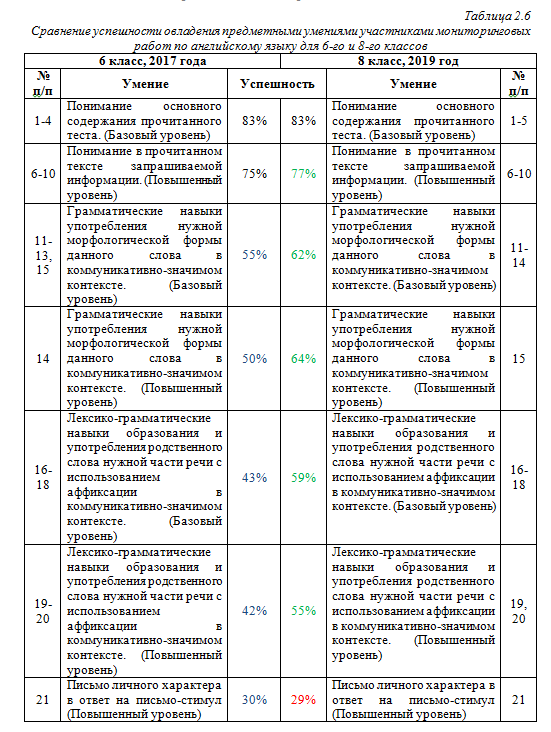 Таблица 2.6
Сравнение успешности овладения предметными умениями участниками мониторинговых
работ по английскому языку для 6-го и 8-го классов
6 класс, 2017 года 8 класс, 2019 год
№ п/п Умение Успешность Умение № п/п
1-4
Понимание основного
содержания прочитанного
теста. (Базовый уровень)
83% 83%
Понимание основного
содержания прочитанного
теста. (Базовый уровень)
1-5
6-10
Понимание в прочитанном
тексте запрашиваемой
информации. (Повышенный
уровень)
75% 77%
Понимание в прочитанном
тексте запрашиваемой
информации. (Повышенный
уровень)
6-10
11-
13,
15
Грамматические навыки
употребления нужной
морфологической формы
данного слова в
коммуникативно-значимом
контексте. (Базовый
уровень)
55% 62%
Грамматические навыки
употребления нужной
морфологической формы
данного слова в
коммуникативно-значимом
контексте. (Базовый уровень)
11-
14
14
Грамматические навыки
употребления нужной
морфологической формы
данного слова в
коммуникативно-значимом
контексте. (Повышенный
уровень)
50% 64%
Грамматические навыки
употребления нужной
морфологической формы
данного слова в
коммуникативно-значимом
контексте. (Повышенный
уровень)
15
16-
18
Лексико-грамматические
навыки образования и
употребления родственного
слова нужной части речи с
использованием
аффиксации в
коммуникативно-значимом
контексте. (Базовый
уровень)
43% 59%
Лексико-грамматические
навыки образования и
употребления родственного
слова нужной части речи с
использованием аффиксации
в коммуникативно-значимом
контексте. (Базовый уровень)
16-
18
19-
20
Лексико-грамматические
навыки образования и
употребления родственного
слова нужной части речи с
использованием
аффиксации в
коммуникативно-значимом
контексте. (Повышенный
уровень)
42% 55%
Лексико-грамматические
навыки образования и
употребления родственного
слова нужной части речи с
использованием аффиксации
в коммуникативно-значимом
контексте. (Повышенный
уровень)
19,
20
21
Письмо личного характера
в ответ на письмо-стимул
(Повышенный уровень)
30% 29%
Письмо личного характера в
ответ на письмо-стимул
(Повышенный уровень)
21